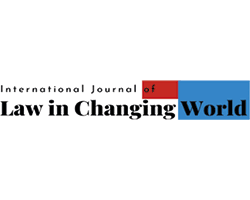 International Journal of
Law in Changing World